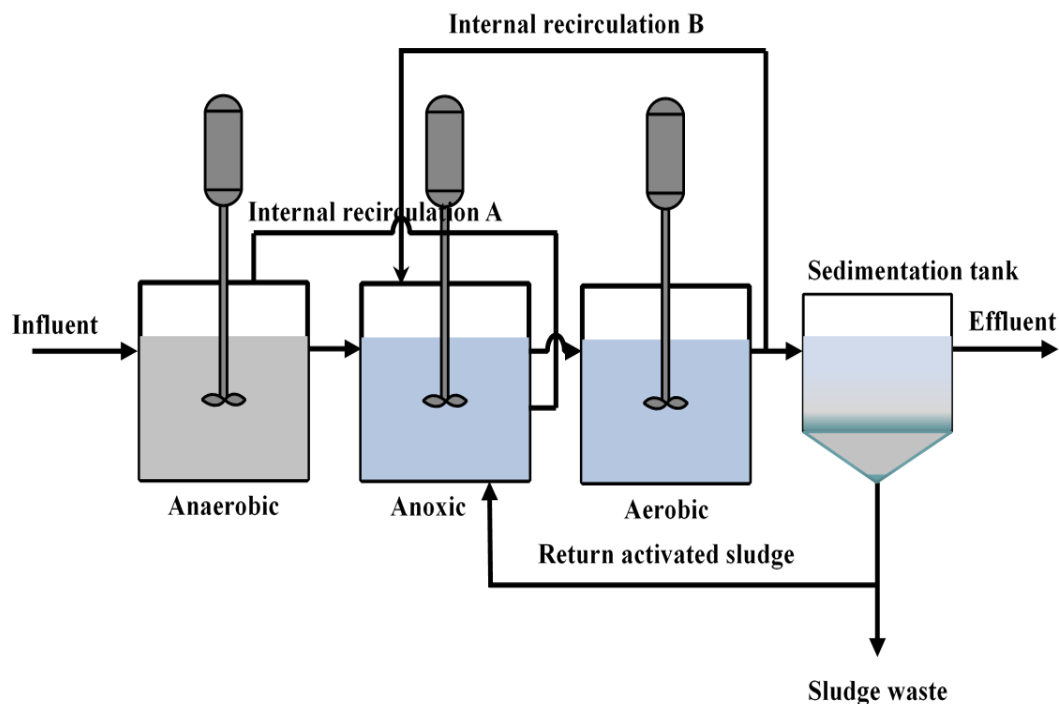 Internal recirculation B
Internal recirculation A
Sedimentation tank
Influent
Effluent
Anaerobic
Anoxic
Aerobic
Return activated sludge
Sludge waste